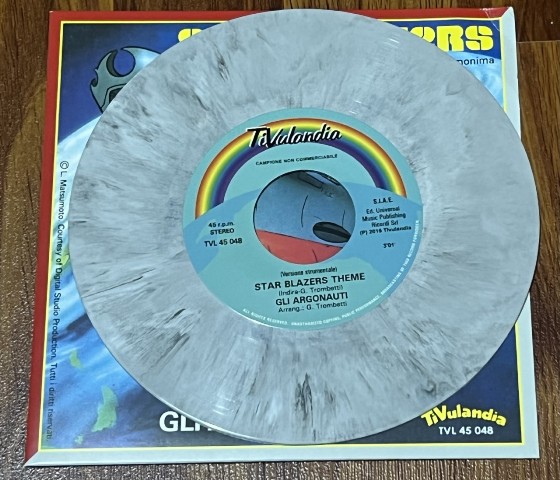 TiVulandia
CAMPIONE NON COMMERCIABILE
45 r.p.m.
STEREO
TVL 45 048
S.I.A.E.
Ed. Universal
Music Publishing
Ricordi Srl
(P) 2016 Tivulandia
3'01"
(Versione strumentale)
STAR BLAZERS THEME
(Indira-G. Trombetti)
GLI ARGONAUTI
Arrang.: G. Trombetti
© L. Matsumoto. Courtesy of Digital Studio Production. Tutti i diritti riservati
GLI
TiVulandia
TVL 45 048